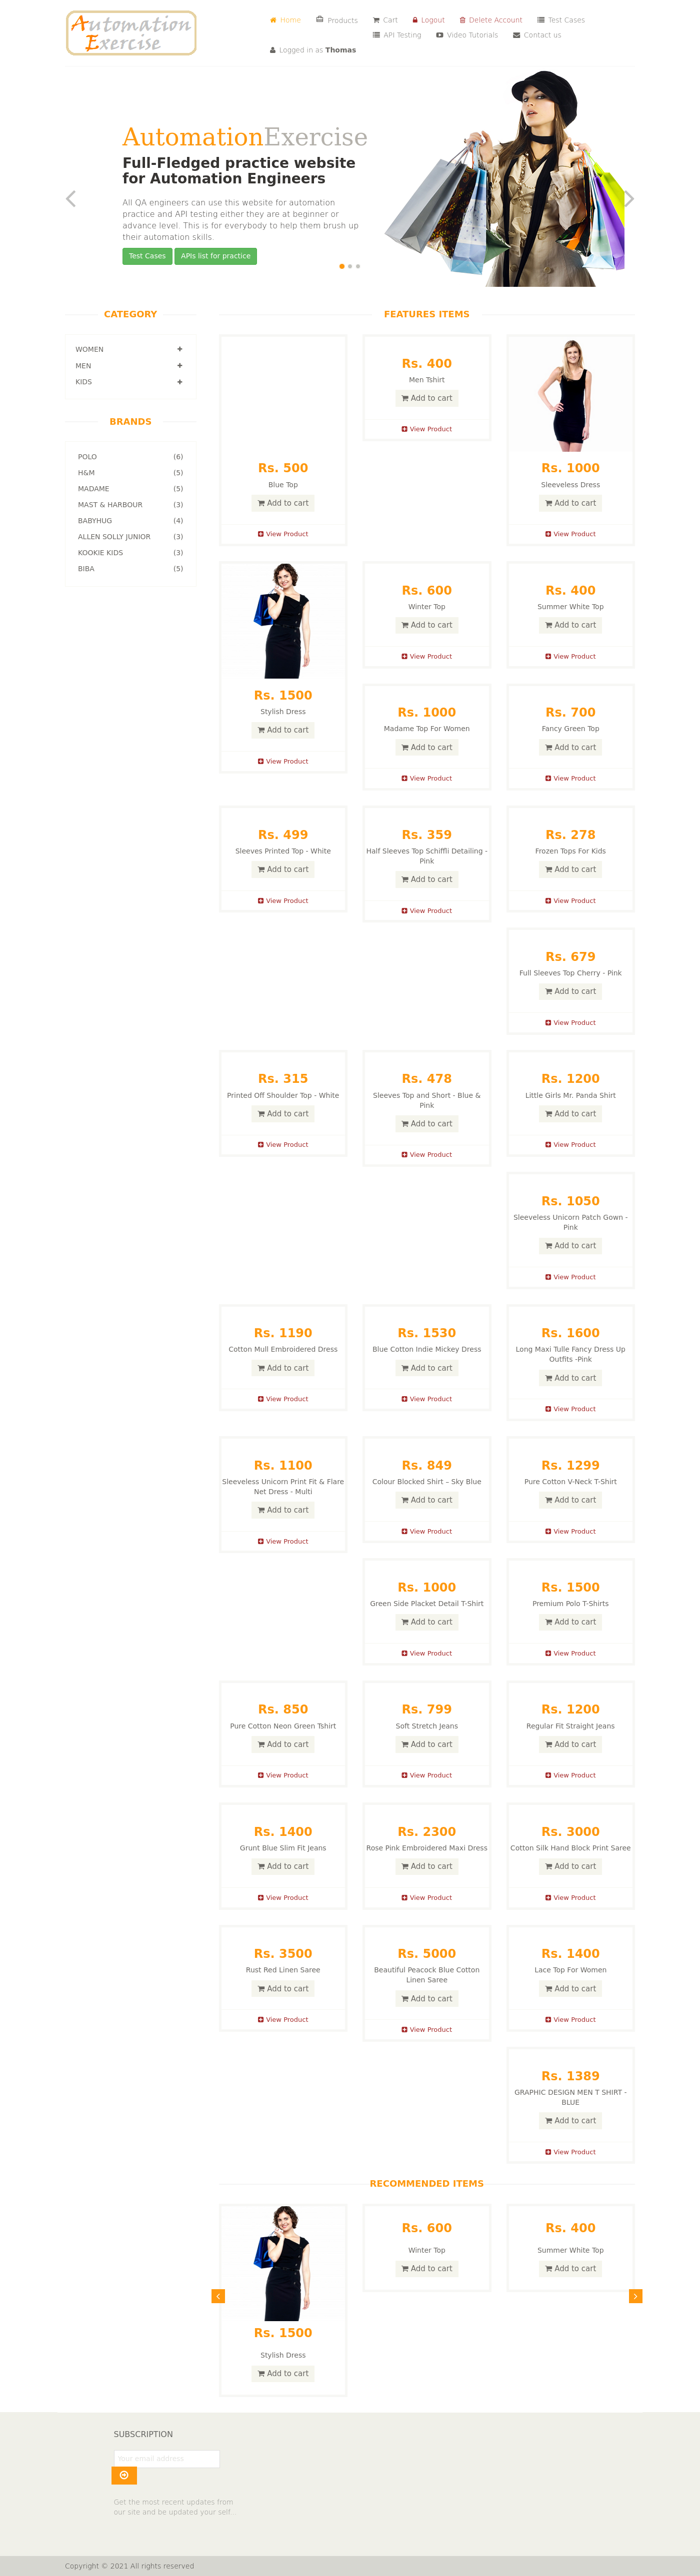 Automation
Exercise
Home Products Cart Logout Delete Account Test Cases
API Testing Video Tutorials Contact us
Logged in as Thomas
AutomationExercise
Full-Fledged practice website
for Automation Engineers
All QA engineers can use this website for automation
practice and API testing either they are at beginner or
advance level. This is for everybody to help them brush up
their automation skills.
Test Cases APIs list for practice
CATEGORY
WOMEN
MEN
KIDS
BRANDS
POLO (6)
H&M (5)
MADAME (5)
MAST & HARBOUR (3)
BABYHUG (4)
ALLEN SOLLY JUNIOR (3)
KOOKIE KIDS (3)
BIBA (5)
FEATURES ITEMS
Rs. 500
Blue Top
Add to cart
View Product
Rs. 400
Men Tshirt
Add to cart
View Product
Rs. 1000
Sleeveless Dress
Add to cart
View Product
Rs. 1500
Stylish Dress
Add to cart
View Product
Rs. 600
Winter Top
Add to cart
View Product
Rs. 400
Summer White Top
Add to cart
View Product
Rs. 1000
Madame Top For Women
Add to cart
View Product
Rs. 700
Fancy Green Top
Add to cart
View Product
Rs. 499
Sleeves Printed Top - White
Add to cart
View Product
Rs. 359
Half Sleeves Top Schiffli Detailing -
Pink
Add to cart
View Product
Rs. 278
Frozen Tops For Kids
Add to cart
View Product
Rs. 679
Full Sleeves Top Cherry - Pink
Add to cart
View Product
Rs. 315
Printed Off Shoulder Top - White
Add to cart
View Product
Rs. 478
Sleeves Top and Short - Blue &
Pink
Add to cart
View Product
Rs. 1200
Little Girls Mr. Panda Shirt
Add to cart
View Product
Rs. 1050
Sleeveless Unicorn Patch Gown -
Pink
Add to cart
View Product
Rs. 1190
Cotton Mull Embroidered Dress
Add to cart
View Product
Rs. 1530
Blue Cotton Indie Mickey Dress
Add to cart
View Product
Rs. 1600
Long Maxi Tulle Fancy Dress Up
Outfits -Pink
Add to cart
View Product
Rs. 1100
Sleeveless Unicorn Print Fit & Flare
Net Dress - Multi
Add to cart
View Product
Rs. 849
Colour Blocked Shirt – Sky Blue
Add to cart
View Product
Rs. 1299
Pure Cotton V-Neck T-Shirt
Add to cart
View Product
Rs. 1000
Green Side Placket Detail T-Shirt
Add to cart
View Product
Rs. 1500
Premium Polo T-Shirts
Add to cart
View Product
Rs. 850
Pure Cotton Neon Green Tshirt
Add to cart
View Product
Rs. 799
Soft Stretch Jeans
Add to cart
View Product
Rs. 1200
Regular Fit Straight Jeans
Add to cart
View Product
Rs. 1400
Grunt Blue Slim Fit Jeans
Add to cart
View Product
Rs. 2300
Rose Pink Embroidered Maxi Dress
Add to cart
View Product
Rs. 3000
Cotton Silk Hand Block Print Saree
Add to cart
View Product
Rs. 3500
Rust Red Linen Saree
Add to cart
View Product
Rs. 5000
Beautiful Peacock Blue Cotton
Linen Saree
Add to cart
View Product
Rs. 1400
Lace Top For Women
Add to cart
View Product
Rs. 1389
GRAPHIC DESIGN MEN T SHIRT -
BLUE
Add to cart
View Product
RECOMMENDED ITEMS
Rs. 1500
Stylish Dress
Add to cart
Rs. 600
Winter Top
Add to cart
Rs. 400
Summer White Top
Add to cart
SUBSCRIPTION
Your email address
Get the most recent updates from
our site and be updated your self...
Copyright © 2021 All rights reserved